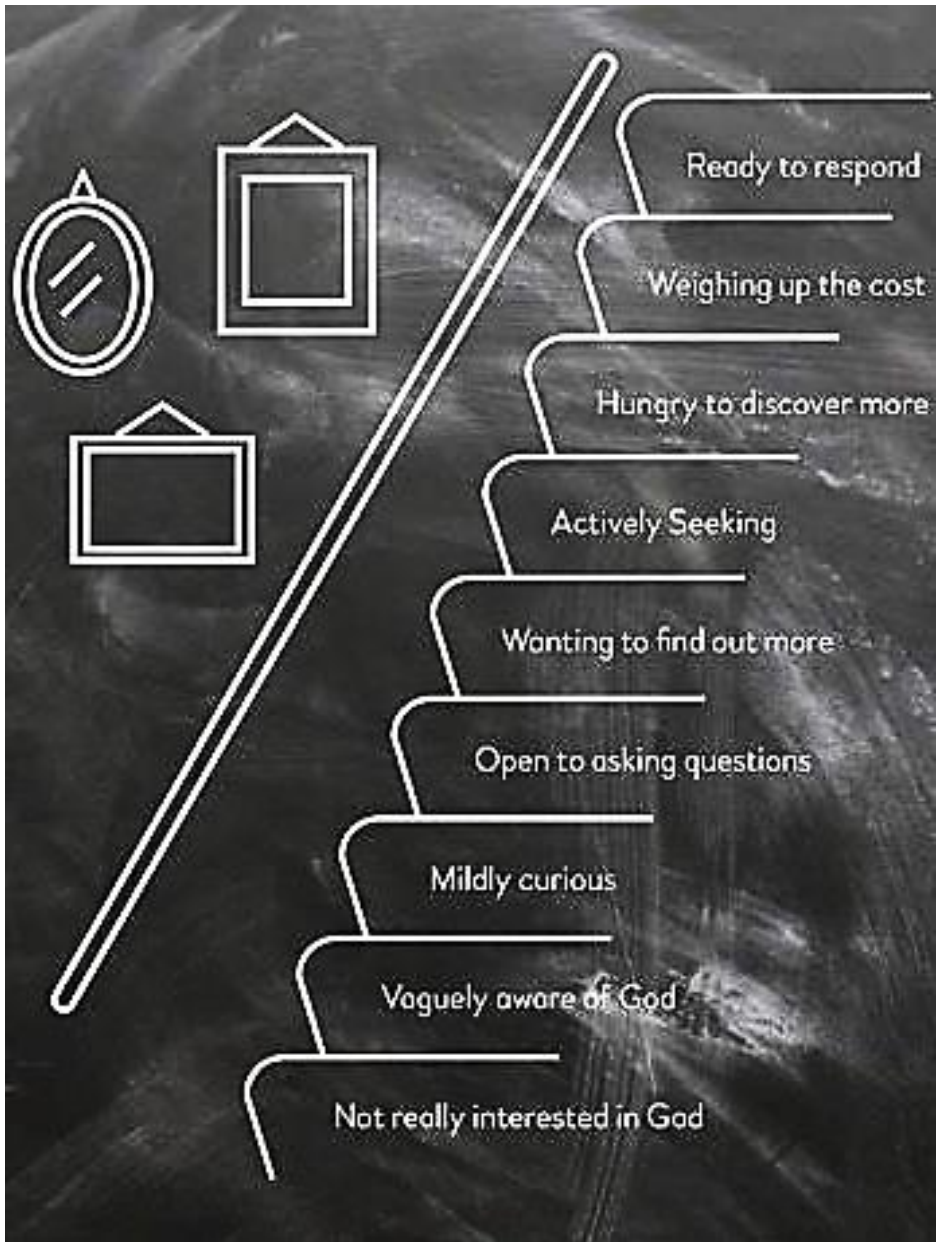 Ready to respond
Weighing up the cost
Hungry to discover more
Actively Seeking
Wanting to find out more
Open to asking questions
Mildly curious
Vaguely aware of God
Not really interested in God